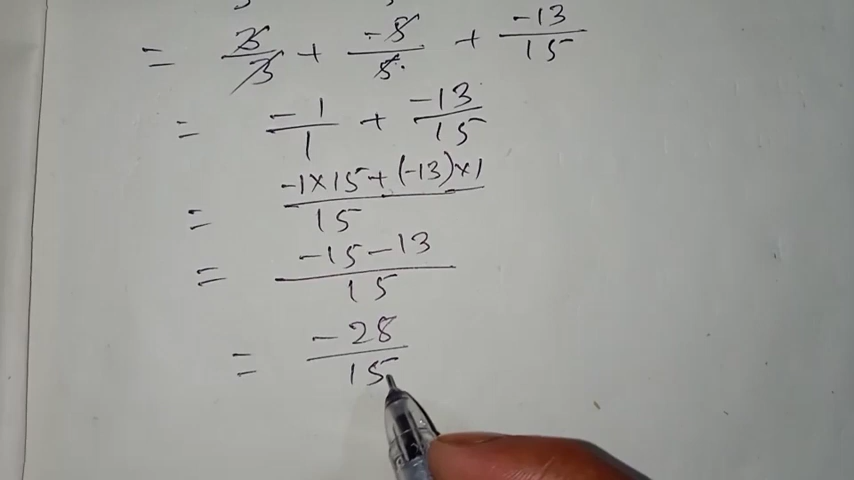 = 3/3 + -8/5 + -13/15
= -1/1 + -13/15
= -1×15+(-13)×1/15
= -15-13/15
= -28/15